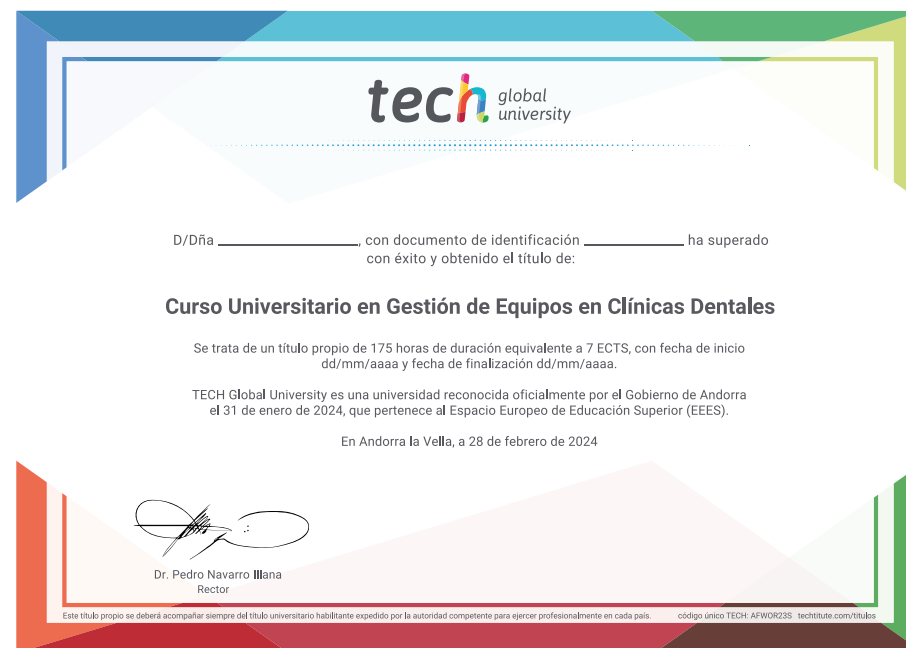 tech global university
D/Dña ____________________, con documento de identificación ______________ ha superado
con éxito y obtenido el título de:
Curso Universitario en Gestión de Equipos en Clínicas Dentales
Se trata de un título propio de 175 horas de duración equivalente a 7 ECTS, con fecha de inicio
dd/mm/aaaa y fecha de finalización dd/mm/aaaa.
TECH Global University es una universidad reconocida oficialmente por el Gobierno de Andorra
el 31 de enero de 2024, que pertenece al Espacio Europeo de Educación Superior (EEES).
En Andorra la Vella, a 28 de febrero de 2024
Dr. Pedro Navarro Illana
Rector
Este título propio se deberá acompañar siempre del título universitario habilitante expedido por la autoridad competente para ejercer profesionalmente en cada país. código único TECH: AFWOR23S techtitute.com/titulos